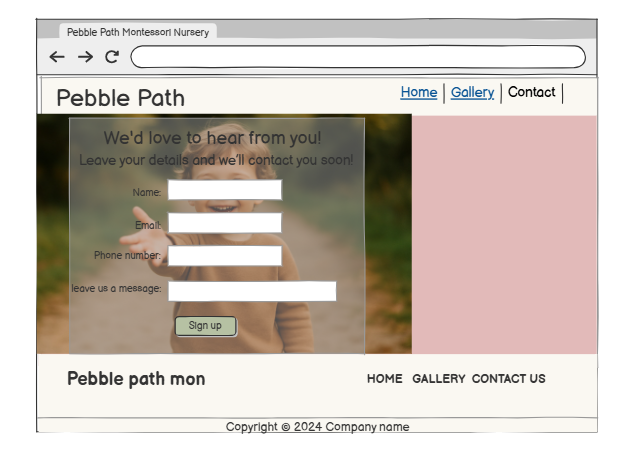 Pebble Path Montessori Nursery
Pebble Path
Home Gallery Contact
We'd love to hear from you!
Leave your details and we'll contact you soon!
Name:
Email:
Phone number:
leave us a message:
Sign up
Pebble path mon
HOME GALLERY CONTACT US
Copyright © 2024 Company name